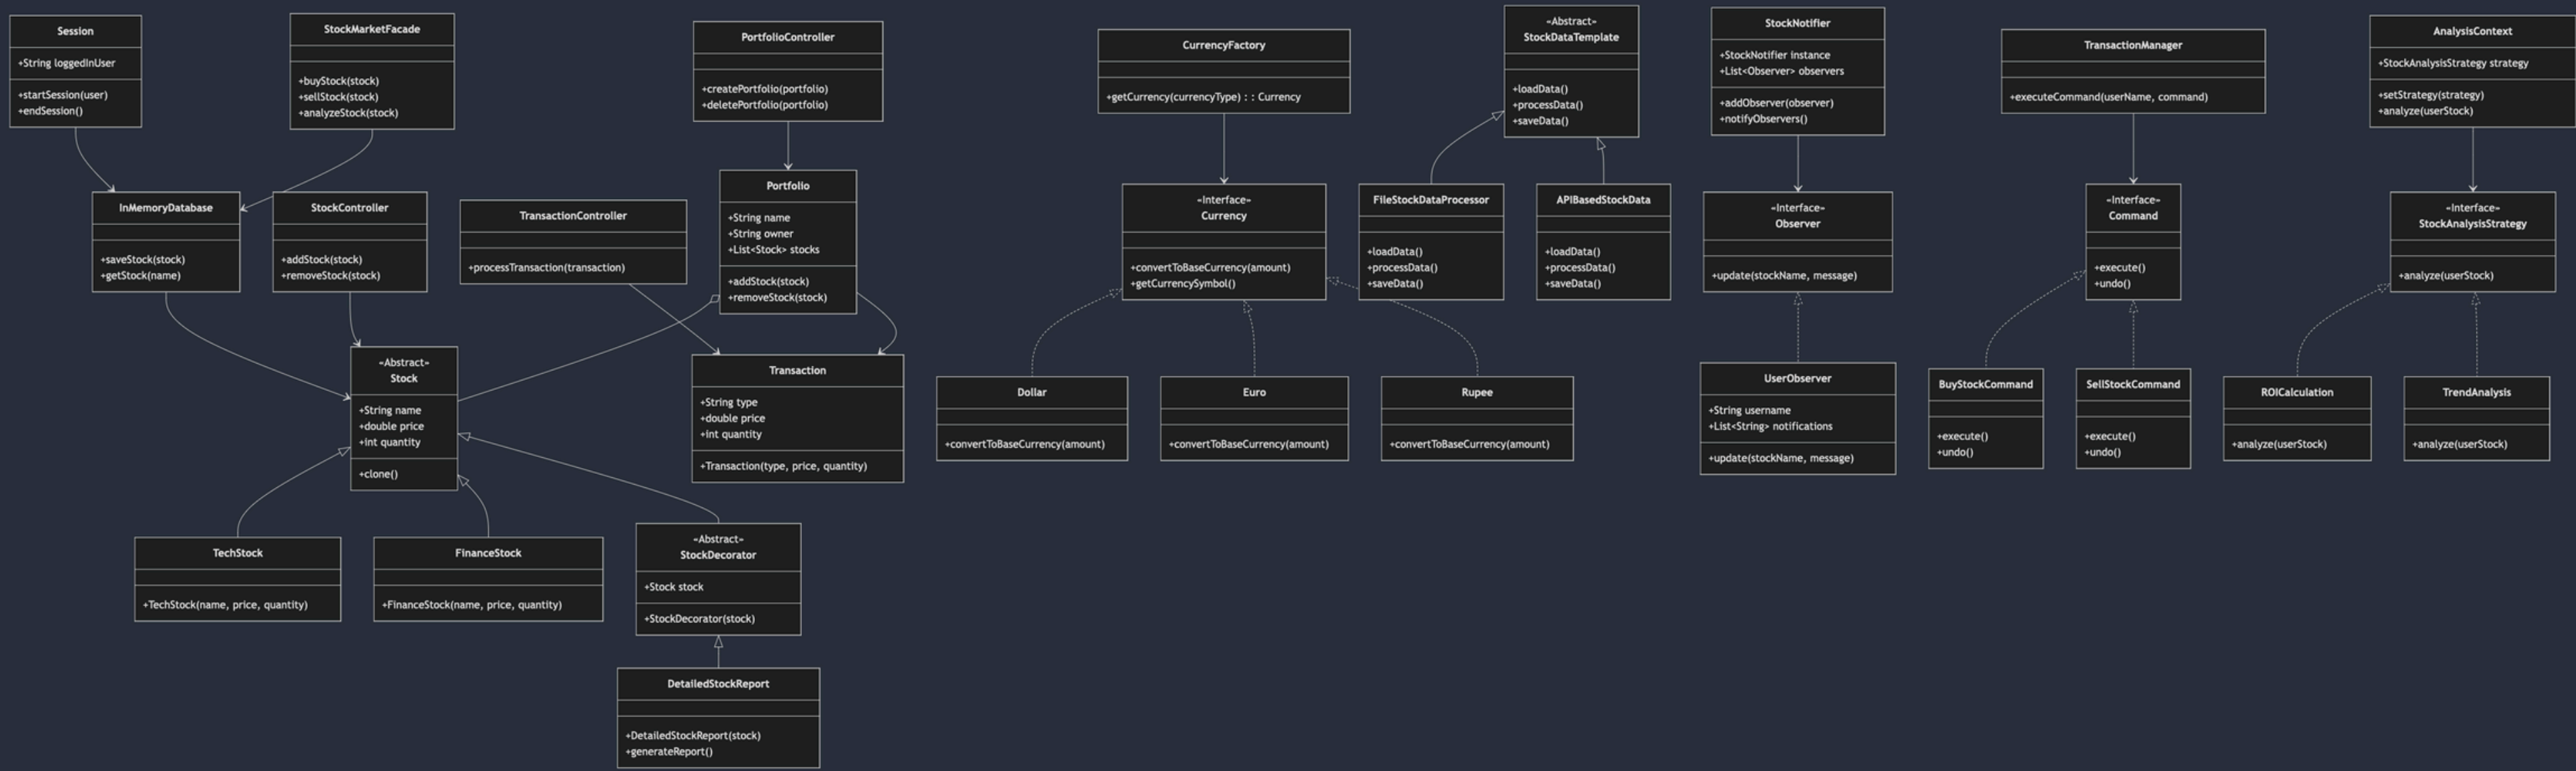 Session
+String loggedInUser
+startSession(user)
+endSession()
StockMarketFacade
+buyStock(stock)
+sellStock(stock)
+analyzeStock(stock)
PortfolioController
+createPortfolio(portfolio)
+deletePortfolio(portfolio)
CurrencyFactory
+getCurrency(currencyType) : : Currency
«Abstract»
StockDataTemplate
+loadData()
+processData()
+saveData()
StockNotifier
+StockNotifier instance
+List<Observer> observers
+addObserver(observer)
+notifyObservers()
TransactionManager
+executeCommand(userName, command)
AnalysisContext
+StockAnalysisStrategy strategy
+setStrategy(strategy)
+analyze(userStock)
InMemoryDatabase
+saveStock(stock)
+getStock(name)
StockController
+addStock(stock)
+removeStock(stock)
TransactionController
+processTransaction(transaction)
Portfolio
+String name
+String owner
+List<Stock> stocks
+addStock(stock)
+removeStock(stock)
«Interface»
Currency
+convertToBaseCurrency(amount)
+getCurrencySymbol()
FileStockDataProcessor
+loadData()
+processData()
+saveData()
APIBasedStockData
+loadData()
+processData()
+saveData()
«Interface»
Observer
+update(stockName, message)
«Interface»
Command
+execute()
+undo()
«Interface»
StockAnalysisStrategy
+analyze(userStock)
«Abstract»
Stock
+String name
+double price
+int quantity
+clone()
Transaction
+String type
+double price
+int quantity
+Transaction(type, price, quantity)
Dollar
+convertToBaseCurrency(amount)
Euro
+convertToBaseCurrency(amount)
Rupee
+convertToBaseCurrency(amount)
UserObserver
+String username
+List<String> notifications
+update(stockName, message)
BuyStockCommand
+execute()
+undo()
SellStockCommand
+execute()
+undo()
ROICalculation
+analyze(userStock)
TrendAnalysis
+analyze(userStock)
TechStock
+TechStock(name, price, quantity)
FinanceStock
+FinanceStock(name, price, quantity)
«Abstract»
StockDecorator
+Stock stock
+StockDecorator(stock)
DetailedStockReport
+DetailedStockReport(stock)
+generateReport()